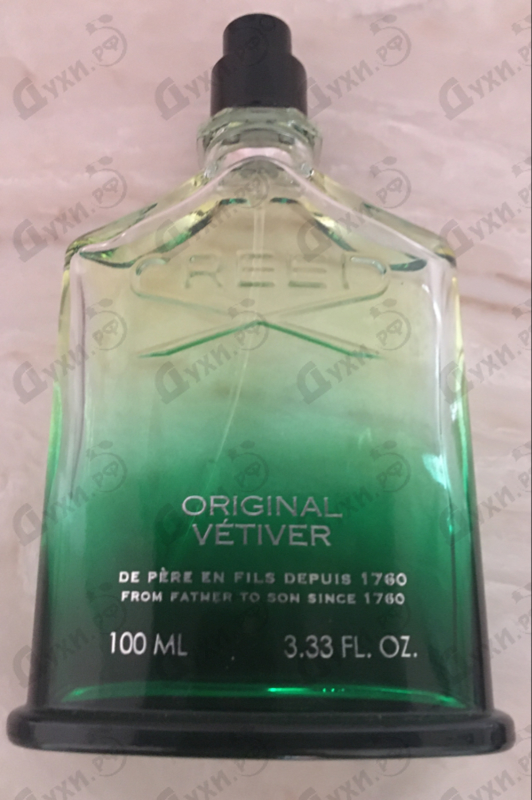 CREED
ORIGINAL
VÉTIVER
DE PÈRE EN FILS DEPUIS 1760
FROM FATHER TO SON SINCE 1760
100 ML 3.33 FL. OZ.
Духи.РФ